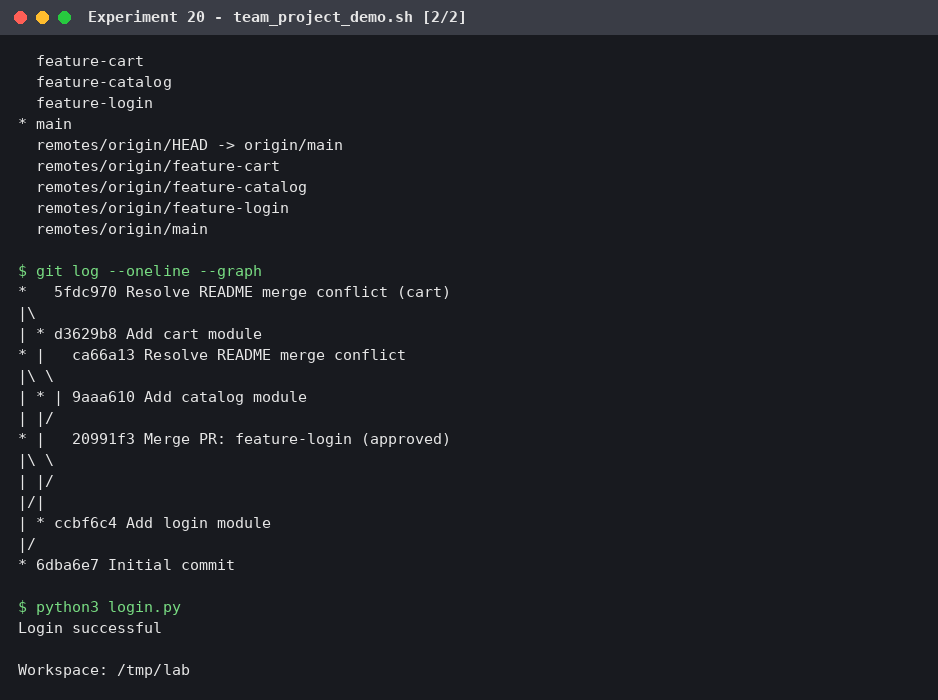 Experiment 20 - team_project_demo.sh [2/2]
  feature-cart
  feature-catalog
  feature-login
* main
  remotes/origin/HEAD -> origin/main
  remotes/origin/feature-cart
  remotes/origin/feature-catalog
  remotes/origin/feature-login
  remotes/origin/main

$ git log --oneline --graph
*   5fdc970 Resolve README merge conflict (cart)
|\
| * d3629b8 Add cart module
* |   ca66a13 Resolve README merge conflict
|\ \
| * | 9aaa610 Add catalog module
| |/
* |   20991f3 Merge PR: feature-login (approved)
|\ \
| |/
|/|
| * ccbf6c4 Add login module
|/
* 6dba6e7 Initial commit

$ python3 login.py
Login successful

Workspace: /tmp/lab